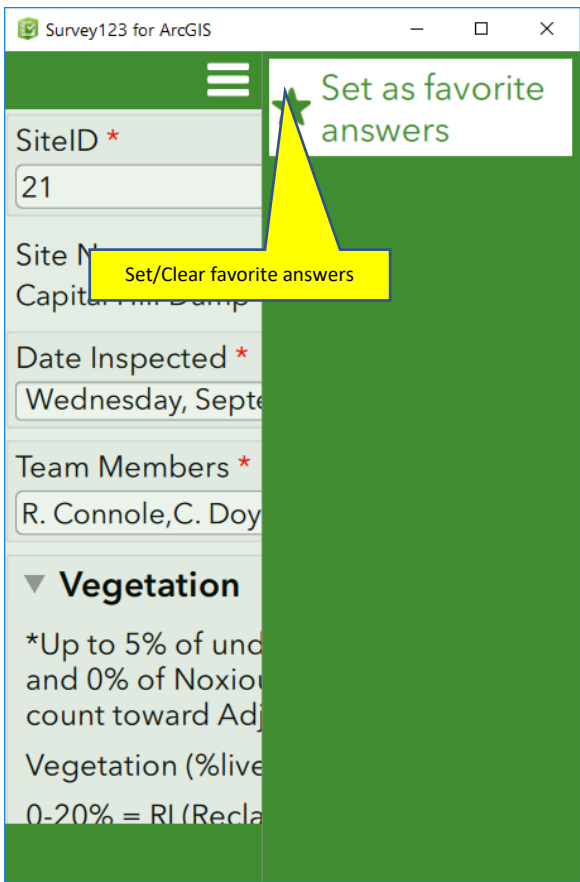 Survey123 for ArcGIS
Set as favorite
answers
SiteID *
21
Set/Clear favorite answers
Site N
Capital Hill Dump
Date Inspected *
Wednesday, Septe
Team Members *
R. Connole,C. Doy
Vegetation
*Up to 5% of und
and 0% of Noxiou
count toward Adj
Vegetation (%live
0-20% = RI (Recla